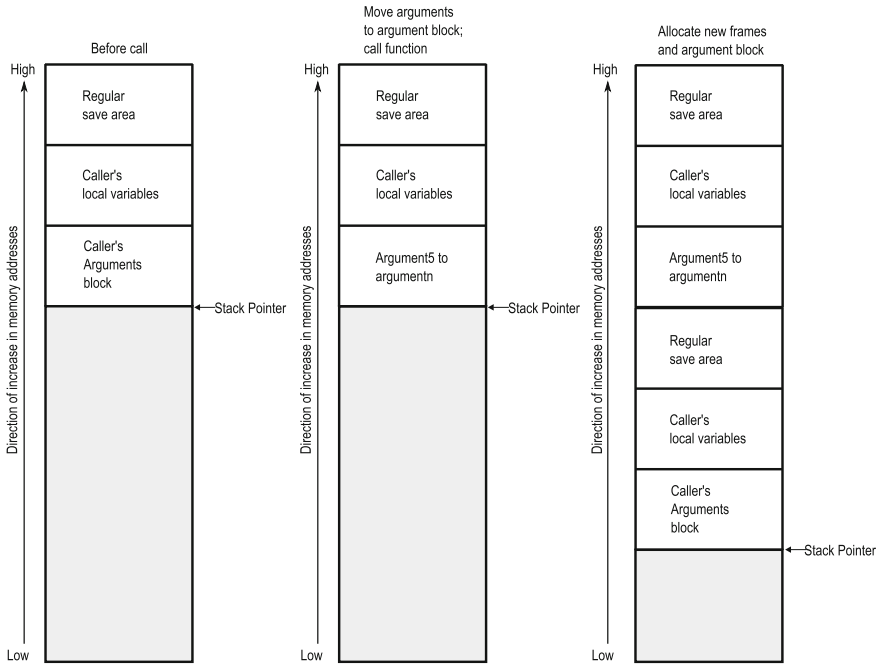 Before call
High
Regular
save area
Caller's
local variables
Caller's
Arguments
block
Stack Pointer
Direction of increase in memory addresses
Low
Move arguments
to argument block;
call function
High
Regular
save area
Caller's
local variables
Argument5 to
argumentn
Stack Pointer
Direction of increase in memory addresses
Low
Allocate new frames
and argument block
High
Regular
save area
Caller's
local variables
Argument5 to
argumentn
Regular
save area
Caller's
local variables
Caller's
Arguments
block
Stack Pointer
Direction of increase in memory addresses
Low